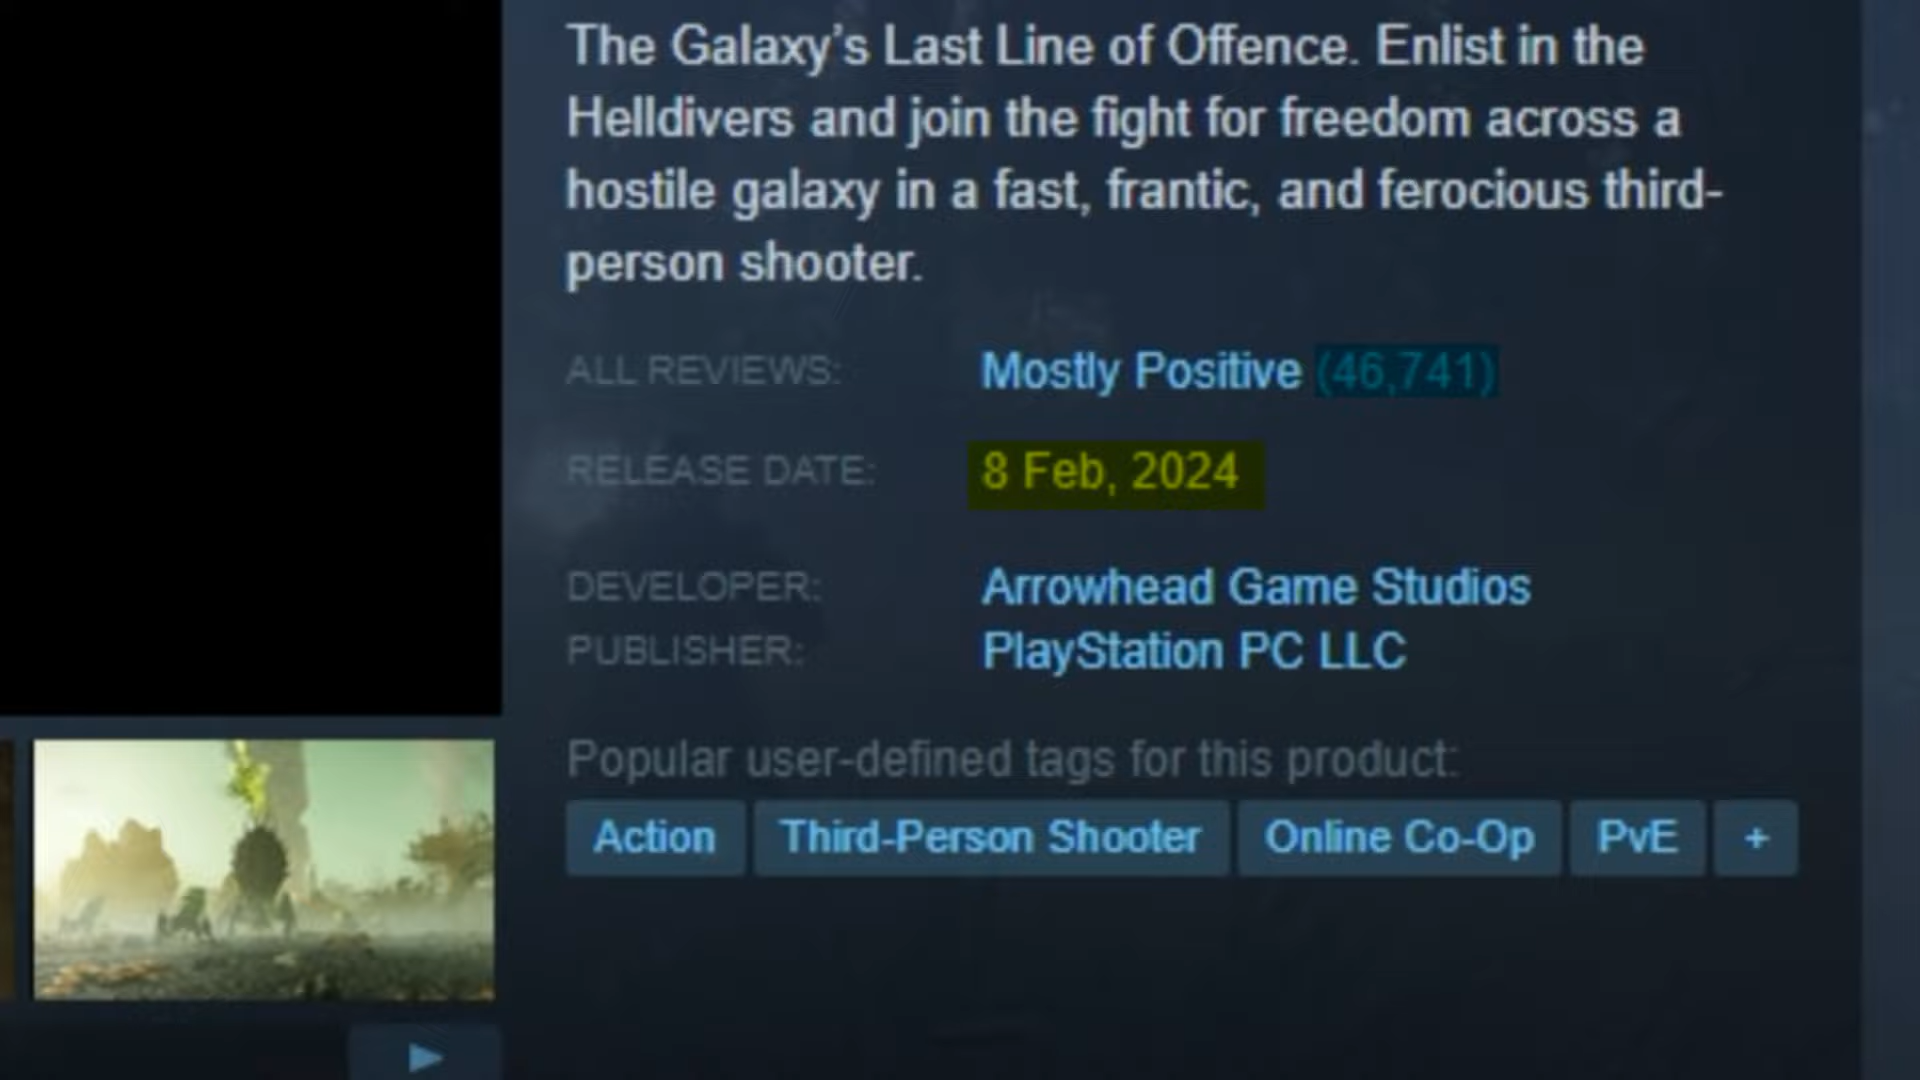 The Galaxy’s Last Line of Offence. Enlist in the
Helldivers and join the fight for freedom across a
hostile galaxy in a fast, frantic, and ferocious third-
person shooter.
ALL REVIEWS: Mostly Positive (46,741)
RELEASE DATE: 8 Feb, 2024
DEVELOPER: Arrowhead Game Studios
PUBLISHER: PlayStation PC LLC
Popular user-defined tags for this product:
Action Third-Person Shooter Online Co-Op PvE +